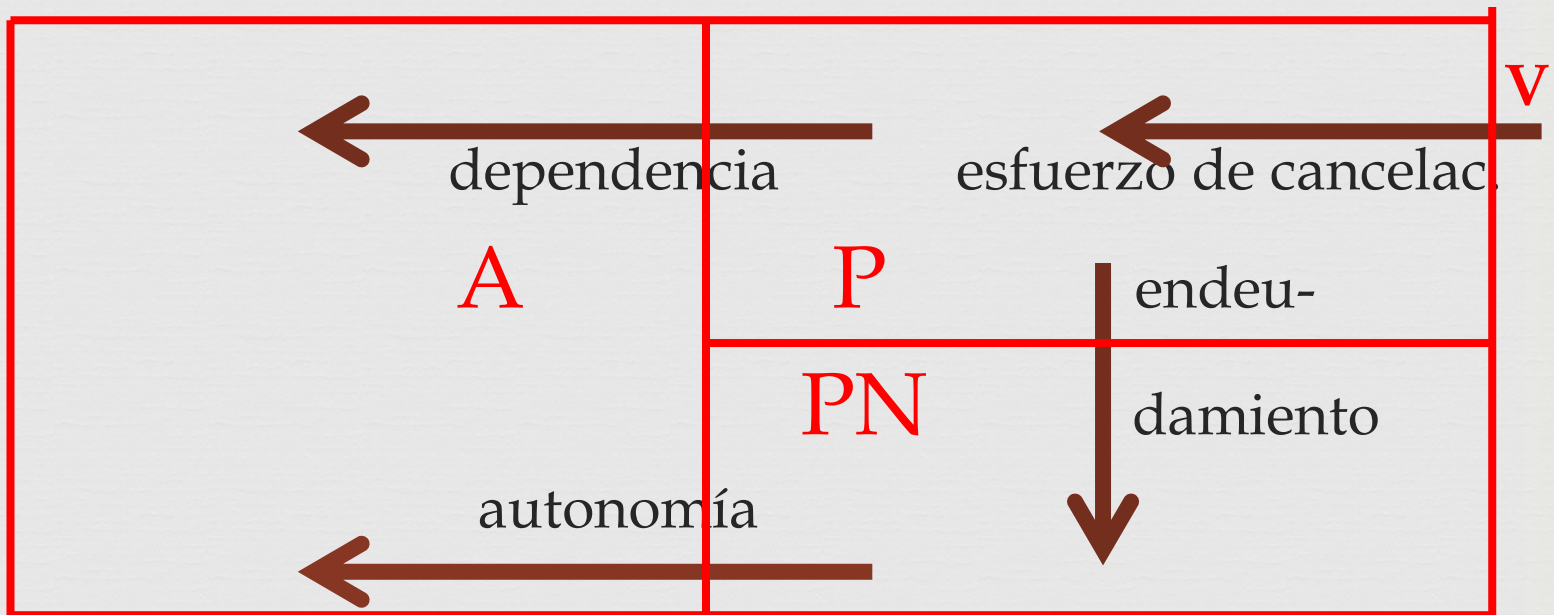 v
dependencia
esfuerzo de cancelac.
A
P
endeu-
PN
damiento
autonomía